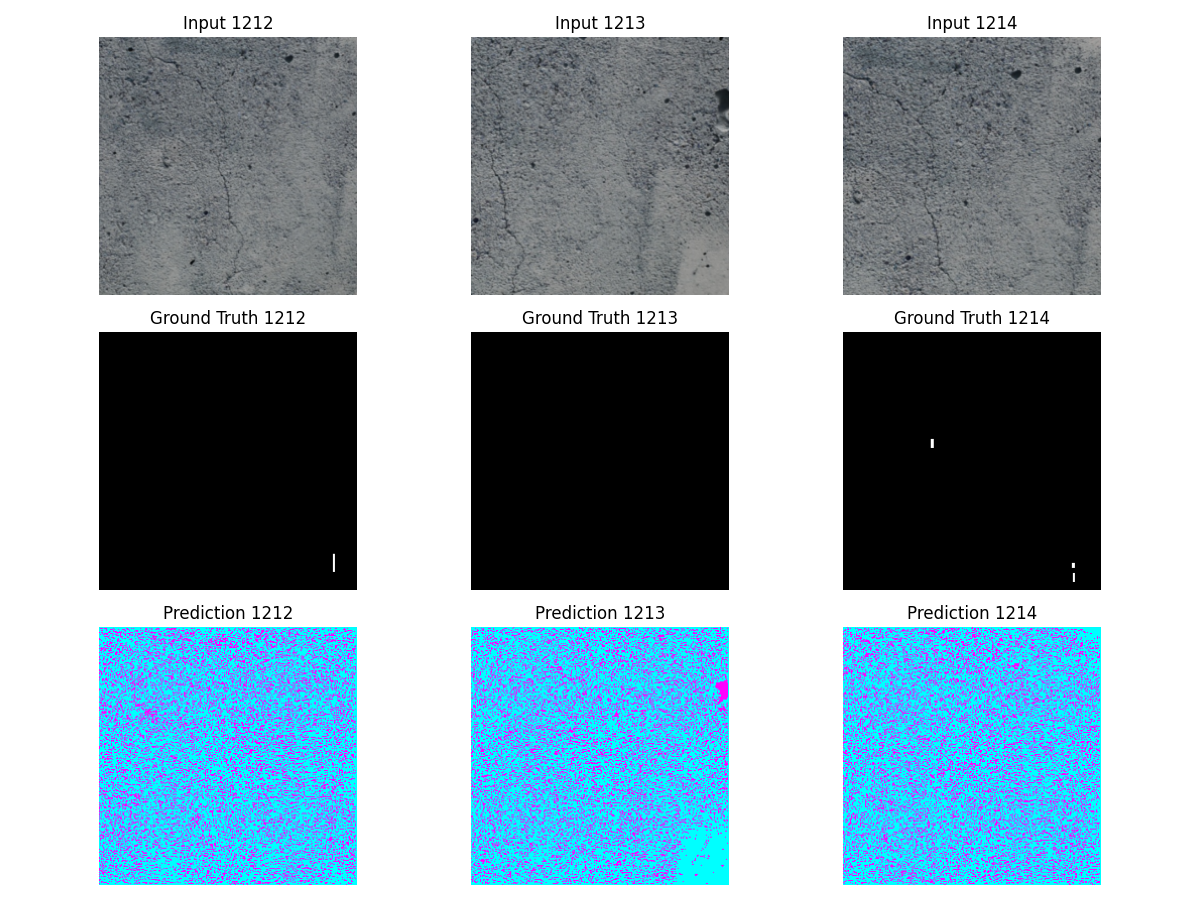 Input 1212
Input 1213
Input 1214
Ground Truth 1212
Ground Truth 1213
Ground Truth 1214
Prediction 1212
Prediction 1213
Prediction 1214